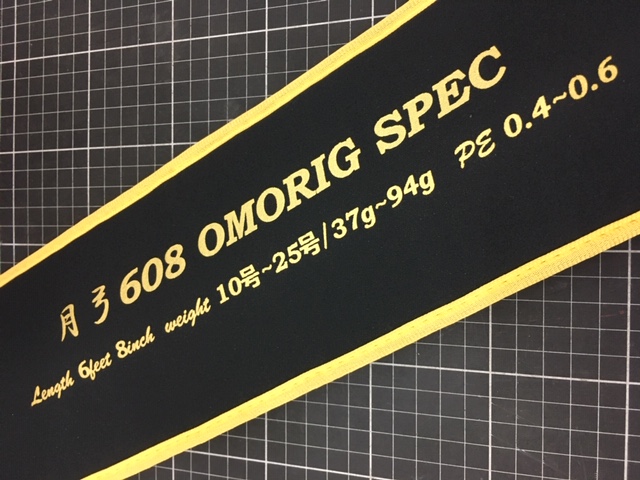 月弓 608 OMORIG SPEC
Length 6feet 8inch weight 10号~25号/37g~94g PE 0.4~0.6